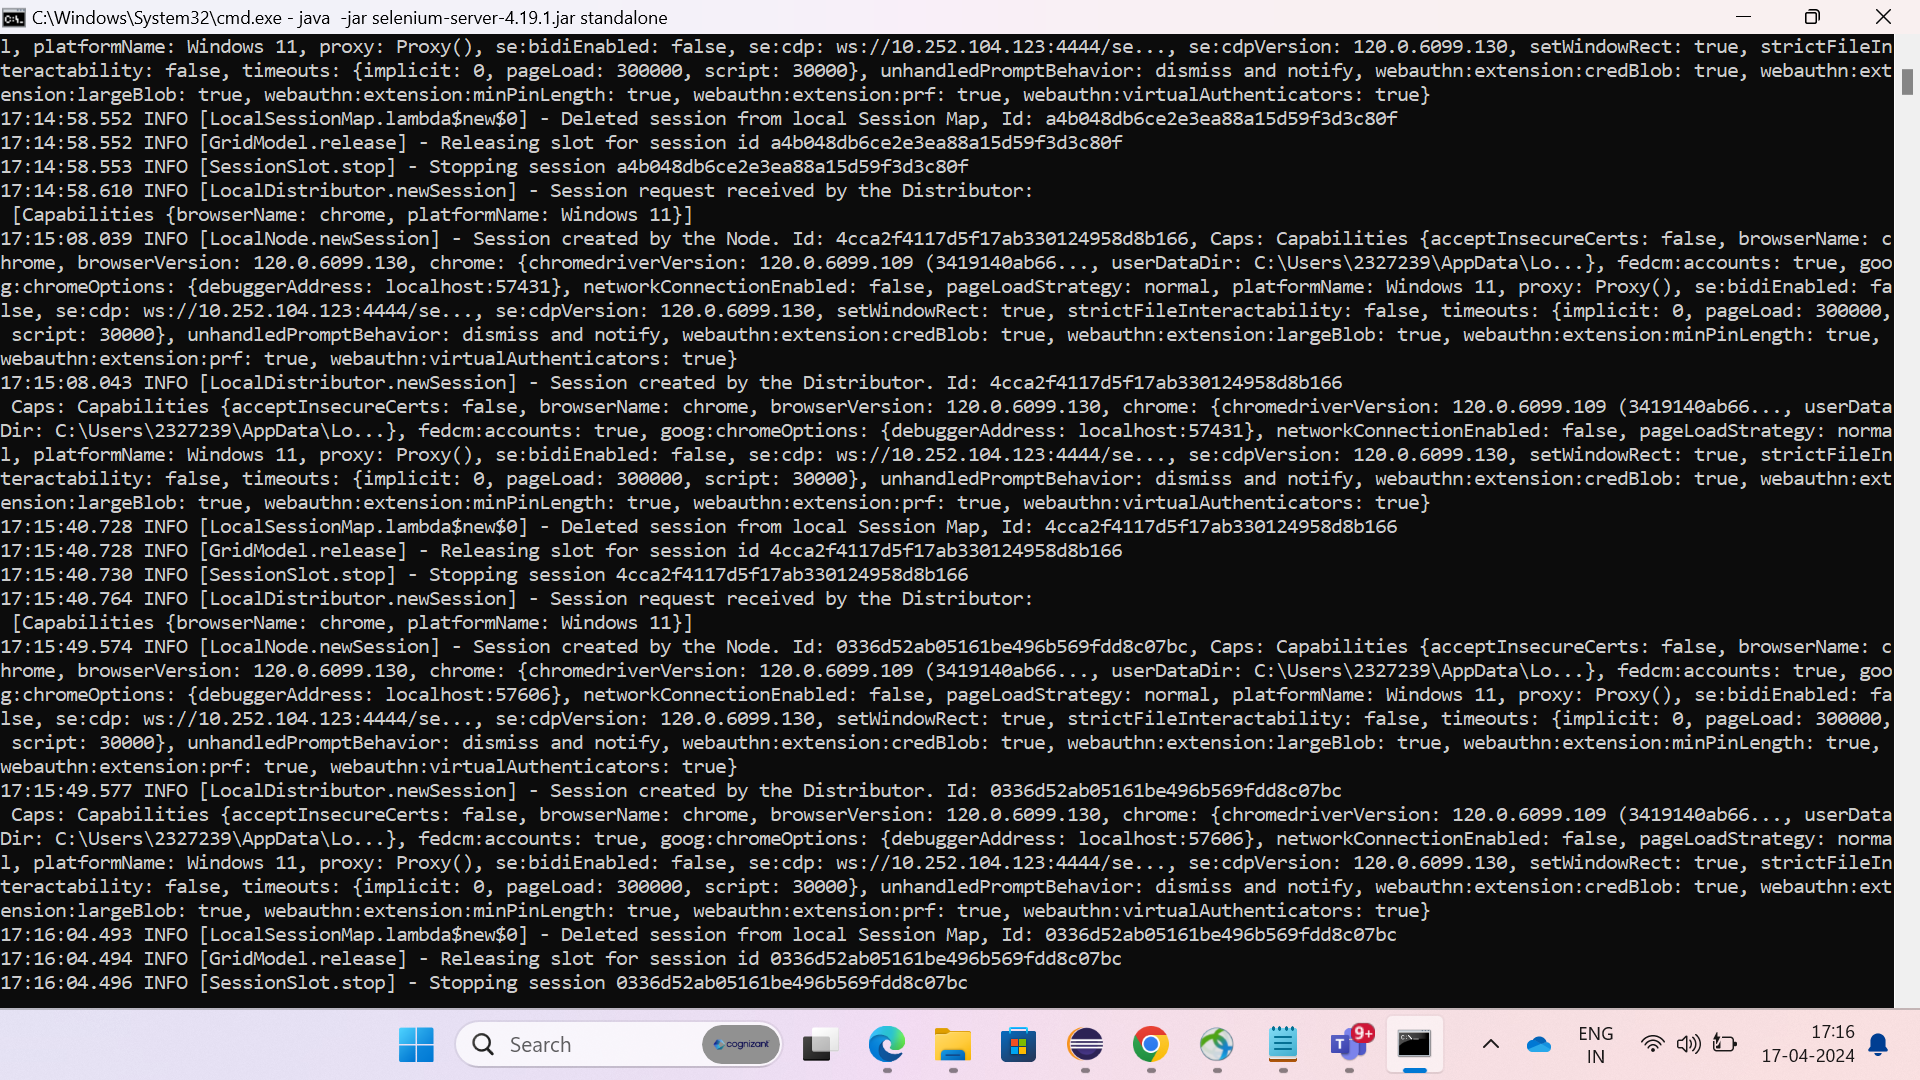 C:\Windows\System32\cmd.exe - java  -jar selenium-server-4.19.1.jar standalone
l, platformName: Windows 11, proxy: Proxy(), se:bidiEnabled: false, se:cdp: ws://10.252.104.123:4444/se..., se:cdpVersion: 120.0.6099.130, setWindowRect: true, strictFileIn
teractability: false, timeouts: {implicit: 0, pageLoad: 300000, script: 30000}, unhandledPromptBehavior: dismiss and notify, webauthn:extension:credBlob: true, webauthn:ext
ension:largeBlob: true, webauthn:extension:minPinLength: true, webauthn:extension:prf: true, webauthn:virtualAuthenticators: true}
17:14:58.552 INFO [LocalSessionMap.lambda$new$0] - Deleted session from local Session Map, Id: a4b048db6ce2e3ea88a15d59f3d3c80f
17:14:58.552 INFO [GridModel.release] - Releasing slot for session id a4b048db6ce2e3ea88a15d59f3d3c80f
17:14:58.553 INFO [SessionSlot.stop] - Stopping session a4b048db6ce2e3ea88a15d59f3d3c80f
17:14:58.610 INFO [LocalDistributor.newSession] - Session request received by the Distributor:
 [Capabilities {browserName: chrome, platformName: Windows 11}]
17:15:08.039 INFO [LocalNode.newSession] - Session created by the Node. Id: 4cca2f4117d5f17ab330124958d8b166, Caps: Capabilities {acceptInsecureCerts: false, browserName: c
hrome, browserVersion: 120.0.6099.130, chrome: {chromedriverVersion: 120.0.6099.109 (3419140ab66..., userDataDir: C:\Users\2327239\AppData\Lo...}, fedcm:accounts: true, goo
g:chromeOptions: {debuggerAddress: localhost:57431}, networkConnectionEnabled: false, pageLoadStrategy: normal, platformName: Windows 11, proxy: Proxy(), se:bidiEnabled: fa
lse, se:cdp: ws://10.252.104.123:4444/se..., se:cdpVersion: 120.0.6099.130, setWindowRect: true, strictFileInteractability: false, timeouts: {implicit: 0, pageLoad: 300000,
 script: 30000}, unhandledPromptBehavior: dismiss and notify, webauthn:extension:credBlob: true, webauthn:extension:largeBlob: true, webauthn:extension:minPinLength: true,
webauthn:extension:prf: true, webauthn:virtualAuthenticators: true}
17:15:08.043 INFO [LocalDistributor.newSession] - Session created by the Distributor. Id: 4cca2f4117d5f17ab330124958d8b166
 Caps: Capabilities {acceptInsecureCerts: false, browserName: chrome, browserVersion: 120.0.6099.130, chrome: {chromedriverVersion: 120.0.6099.109 (3419140ab66..., userData
Dir: C:\Users\2327239\AppData\Lo...}, fedcm:accounts: true, goog:chromeOptions: {debuggerAddress: localhost:57431}, networkConnectionEnabled: false, pageLoadStrategy: norma
l, platformName: Windows 11, proxy: Proxy(), se:bidiEnabled: false, se:cdp: ws://10.252.104.123:4444/se..., se:cdpVersion: 120.0.6099.130, setWindowRect: true, strictFileIn
teractability: false, timeouts: {implicit: 0, pageLoad: 300000, script: 30000}, unhandledPromptBehavior: dismiss and notify, webauthn:extension:credBlob: true, webauthn:ext
ension:largeBlob: true, webauthn:extension:minPinLength: true, webauthn:extension:prf: true, webauthn:virtualAuthenticators: true}
17:15:40.728 INFO [LocalSessionMap.lambda$new$0] - Deleted session from local Session Map, Id: 4cca2f4117d5f17ab330124958d8b166
17:15:40.728 INFO [GridModel.release] - Releasing slot for session id 4cca2f4117d5f17ab330124958d8b166
17:15:40.730 INFO [SessionSlot.stop] - Stopping session 4cca2f4117d5f17ab330124958d8b166
17:15:40.764 INFO [LocalDistributor.newSession] - Session request received by the Distributor:
 [Capabilities {browserName: chrome, platformName: Windows 11}]
17:15:49.574 INFO [LocalNode.newSession] - Session created by the Node. Id: 0336d52ab05161be496b569fdd8c07bc, Caps: Capabilities {acceptInsecureCerts: false, browserName: c
hrome, browserVersion: 120.0.6099.130, chrome: {chromedriverVersion: 120.0.6099.109 (3419140ab66..., userDataDir: C:\Users\2327239\AppData\Lo...}, fedcm:accounts: true, goo
g:chromeOptions: {debuggerAddress: localhost:57606}, networkConnectionEnabled: false, pageLoadStrategy: normal, platformName: Windows 11, proxy: Proxy(), se:bidiEnabled: fa
lse, se:cdp: ws://10.252.104.123:4444/se..., se:cdpVersion: 120.0.6099.130, setWindowRect: true, strictFileInteractability: false, timeouts: {implicit: 0, pageLoad: 300000,
 script: 30000}, unhandledPromptBehavior: dismiss and notify, webauthn:extension:credBlob: true, webauthn:extension:largeBlob: true, webauthn:extension:minPinLength: true,
webauthn:extension:prf: true, webauthn:virtualAuthenticators: true}
17:15:49.577 INFO [LocalDistributor.newSession] - Session created by the Distributor. Id: 0336d52ab05161be496b569fdd8c07bc
 Caps: Capabilities {acceptInsecureCerts: false, browserName: chrome, browserVersion: 120.0.6099.130, chrome: {chromedriverVersion: 120.0.6099.109 (3419140ab66..., userData
Dir: C:\Users\2327239\AppData\Lo...}, fedcm:accounts: true, goog:chromeOptions: {debuggerAddress: localhost:57606}, networkConnectionEnabled: false, pageLoadStrategy: norma
l, platformName: Windows 11, proxy: Proxy(), se:bidiEnabled: false, se:cdp: ws://10.252.104.123:4444/se..., se:cdpVersion: 120.0.6099.130, setWindowRect: true, strictFileIn
teractability: false, timeouts: {implicit: 0, pageLoad: 300000, script: 30000}, unhandledPromptBehavior: dismiss and notify, webauthn:extension:credBlob: true, webauthn:ext
ension:largeBlob: true, webauthn:extension:minPinLength: true, webauthn:extension:prf: true, webauthn:virtualAuthenticators: true}
17:16:04.493 INFO [LocalSessionMap.lambda$new$0] - Deleted session from local Session Map, Id: 0336d52ab05161be496b569fdd8c07bc
17:16:04.494 INFO [GridModel.release] - Releasing slot for session id 0336d52ab05161be496b569fdd8c07bc
17:16:04.496 INFO [SessionSlot.stop] - Stopping session 0336d52ab05161be496b569fdd8c07bc
Search
cognizant
9+
ENG
IN
17:16
17-04-2024